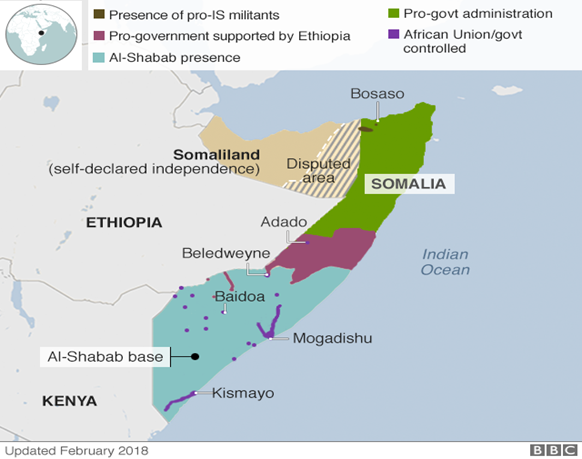 Presence of pro-IS militants
Pro-government supported by Ethiopia
Al-Shabab presence
Pro-govt administration
African Union/govt
controlled
Bosaso
Somaliland
(self-declared independence)
Disputed
area
SOMALIA
ETHIOPIA
Adado
Beledweyne
Indian
Ocean
Baidoa
Mogadishu
Al-Shabab base
Kismayo
KENYA
Updated February 2018
BBC